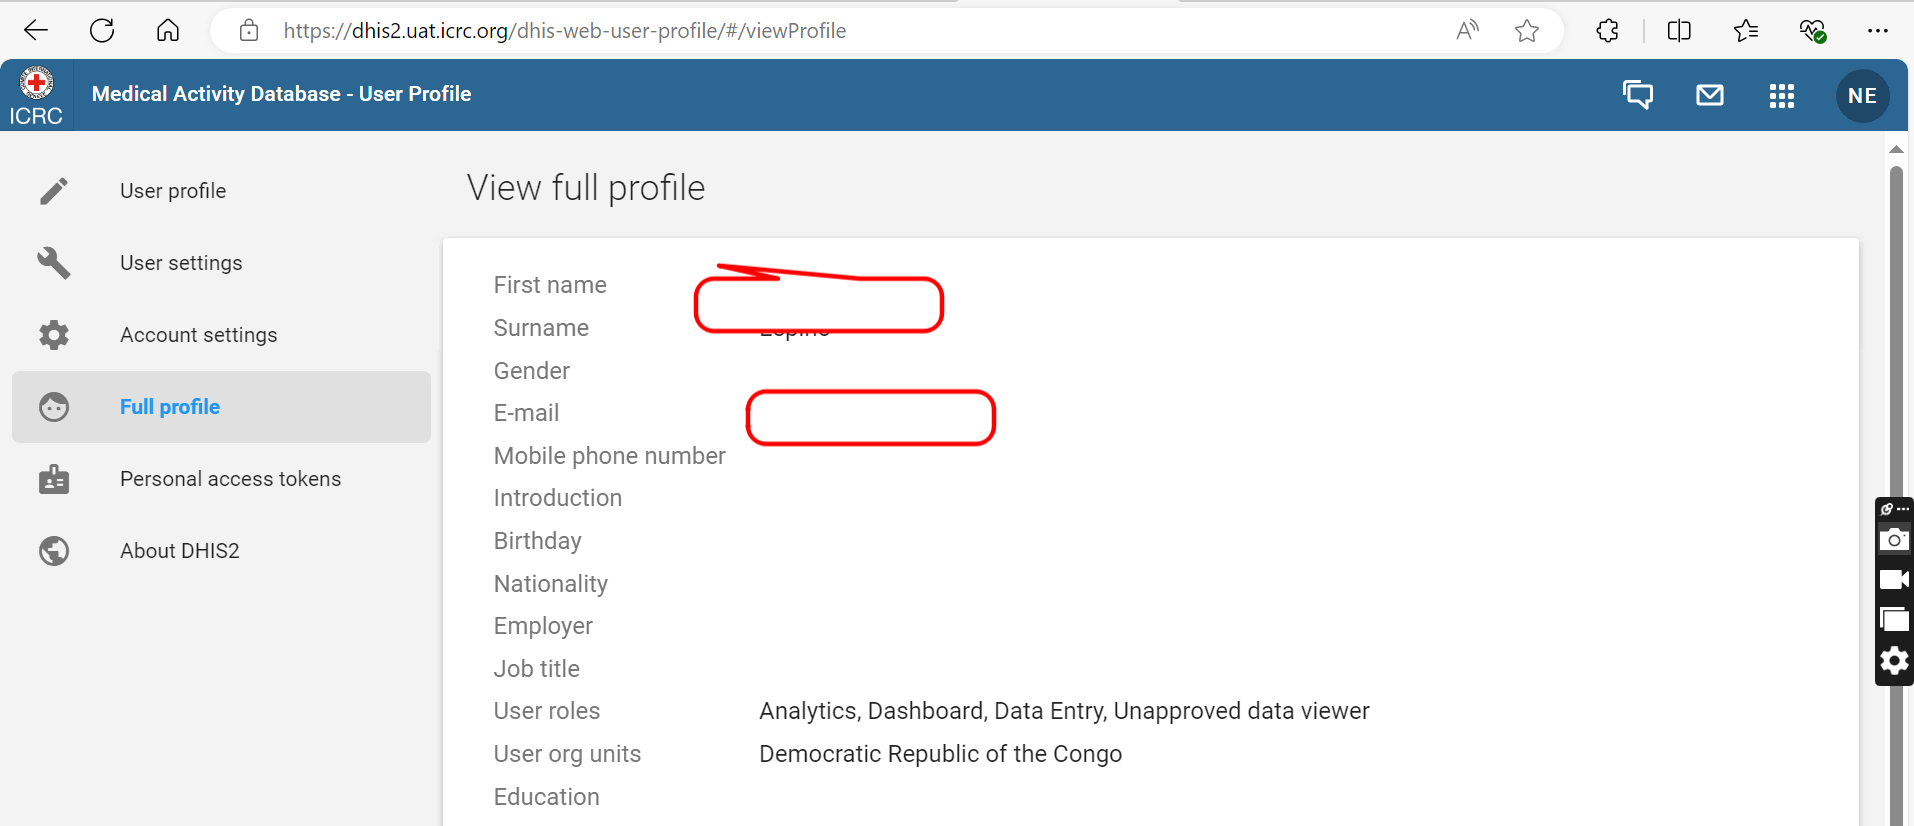 https://dhis2.uat.icrc.org/dhis-web-user-profile/#/viewProfile
ICRC
Medical Activity Database - User Profile
NE
User profile
User settings
Account settings
Full profile
Personal access tokens
About DHIS2
View full profile
First name
Surname
Gender
E-mail
Mobile phone number
Introduction
Birthday
Nationality
Employer
Job title
User roles Analytics, Dashboard, Data Entry, Unapproved data viewer
User org units Democratic Republic of the Congo
Education